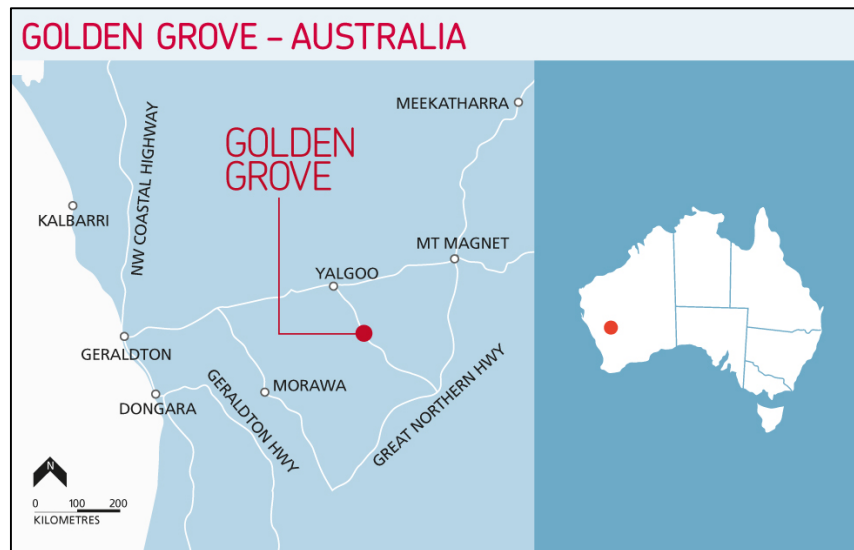 GOLDEN GROVE – AUSTRALIA
MEEKATHARRA
GOLDEN
GROVE
NW COASTAL HIGHWAY
KALBARRI
MT MAGNET
YALGOO
GERALDTON
MORAWA
DONGARA
GERALDTON HWY
GREAT NORTHERN HWY
N
0 100 200
KILOMETRES